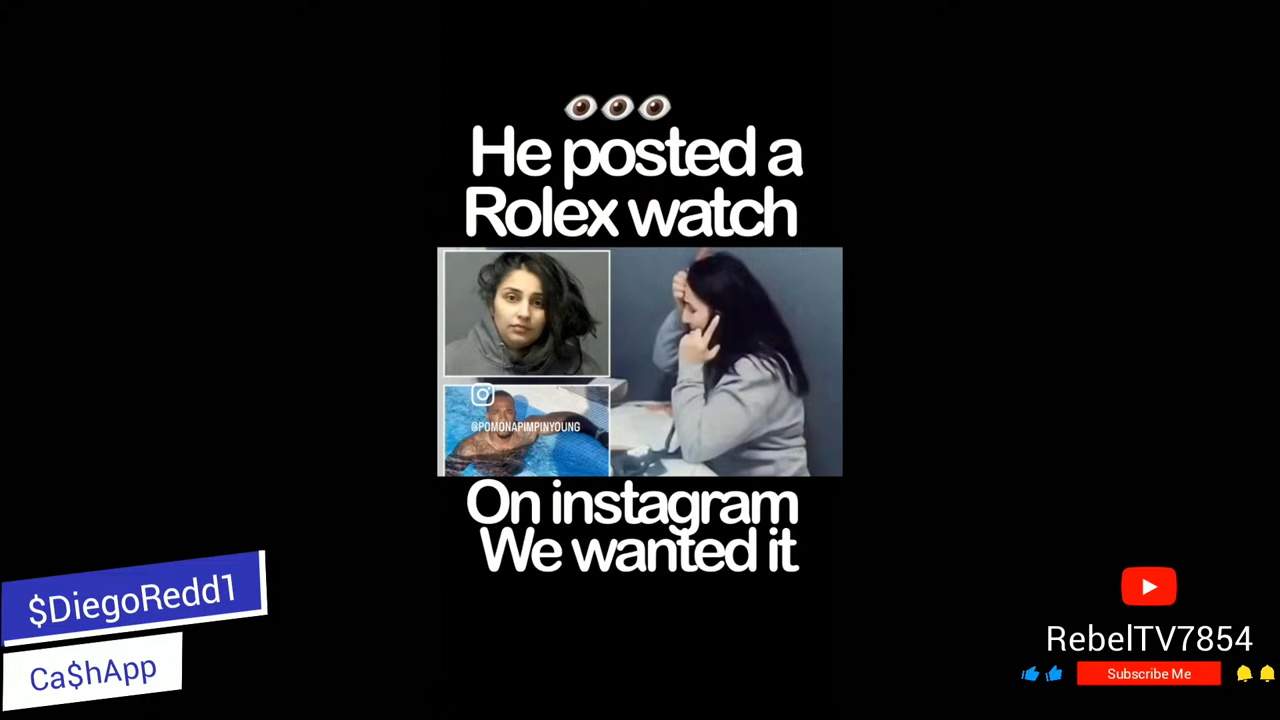 He posted a
Rolex watch
@POMONAPIMPINYOUNG
On instagram
We wanted it
$DiegoRedd1
Ca$hApp
RebelTV7854
Subscribe Me